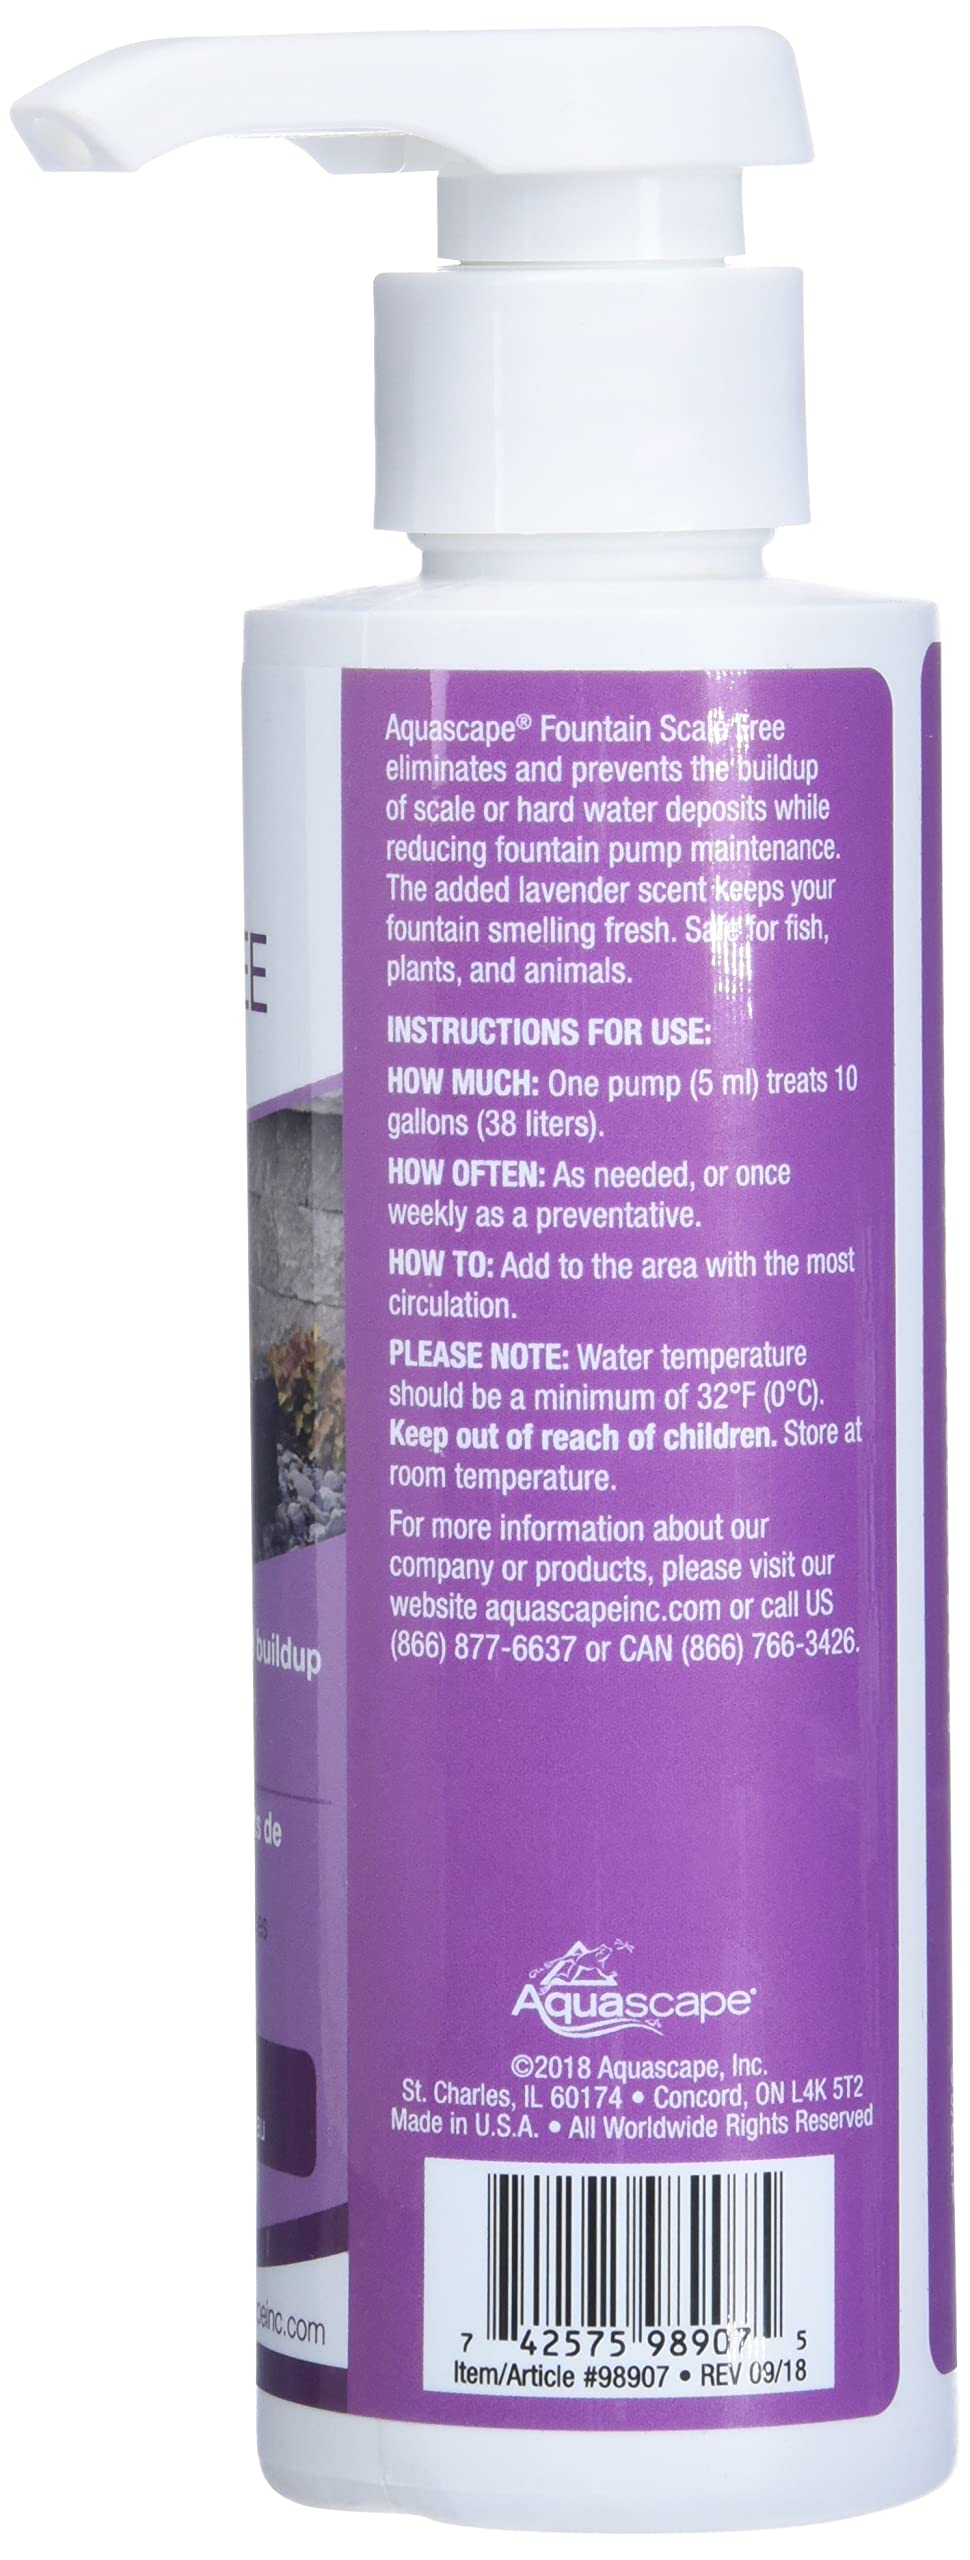 Aquascape® Fountain Scale Free
eliminates and prevents the buildup
of scale or hard water deposits while
reducing fountain pump maintenance.
The added lavender scent keeps your
fountain smelling fresh. Safe for fish,
plants, and animals.
INSTRUCTIONS FOR USE:
HOW MUCH: One pump (5 ml) treats 10
gallons (38 liters).
HOW OFTEN: As needed, or once
weekly as a preventative.
HOW TO: Add to the area with the most
circulation.
PLEASE NOTE: Water temperature
should be a minimum of 32°F (0°C).
Keep out of reach of children. Store at
room temperature.
For more information about our
company or products, please visit our
website aquascapeinc.com or call US
(866) 877-6637 or CAN (866) 766-3426.
Aquascape
©2018 Aquascape, Inc.
St. Charles, IL 60174 • Concord, ON L4K 5T2
Made in U.S.A. • All Worldwide Rights Reserved
7 42575 98907 5
Item/Article #98907 • REV 09/18
EE
buildup
de
es
au
peinc.com